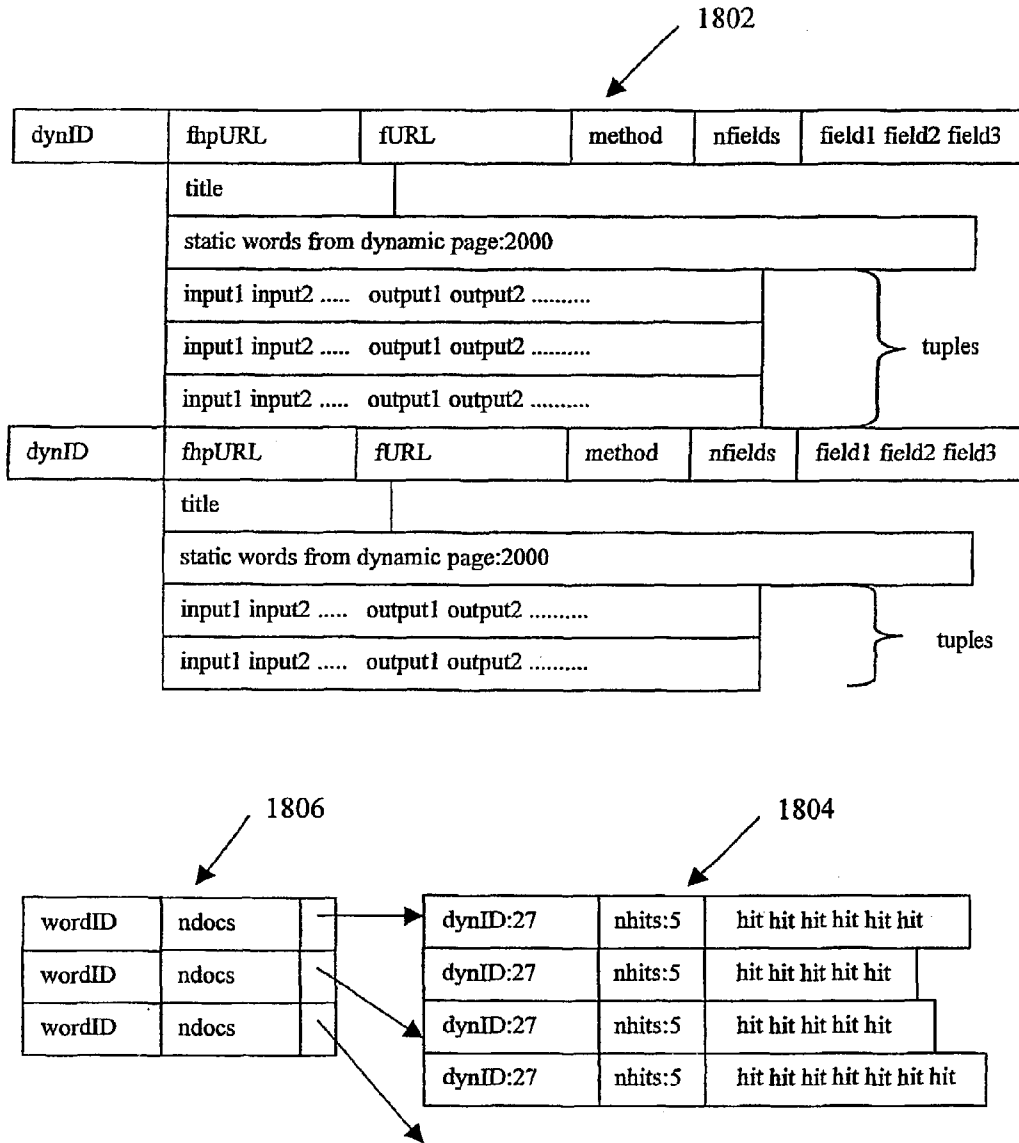 1802
dynID fhpURL fURL method nfields field1 field2 field3
title
static words from dynamic page:2000
input1 input2 ..... output1 output2 ..........
input1 input2 ..... output1 output2 ..........
tuples
input1 input2 ..... output1 output2 ..........
dynID fhpURL fURL method nfields field1 field2 field3
title
static words from dynamic page:2000
input1 input2 ..... output1 output2 ..........
tuples
input1 input2 ..... output1 output2 ..........
1806 1804
wordID ndocs dynID:27 nhits:5 hit hit hit hit hit hit
wordID ndocs dynID:27 nhits:5 hit hit hit hit hit
wordID ndocs dynID:27 nhits:5 hit hit hit hit hit
dynID:27 nhits:5 hit hit hit hit hit hit hit